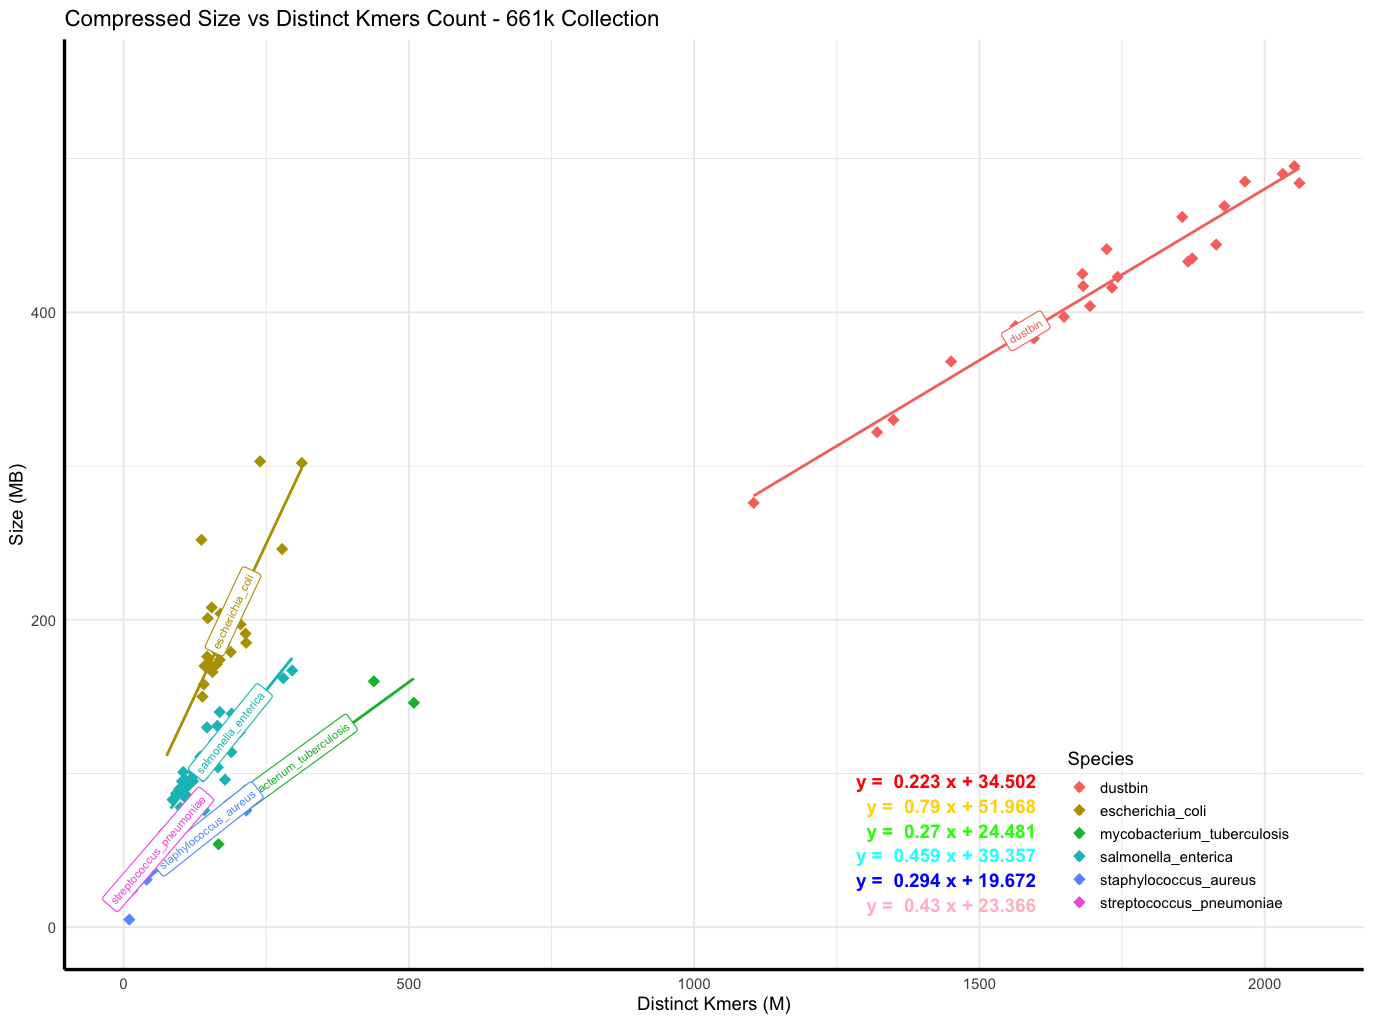 Compressed Size vs Distinct Kmers Count - 661k Collection
Size (MB)
400
200
0
dustbin
escherichia_coli
salmonella_enterica
acterium_tuberculosis
staphylococcus_aureus
streptococcus_pneumoniae
y = 0.223 x + 34.502
y = 0.79 x + 51.968
y = 0.27 x + 24.481
y = 0.459 x + 39.357
y = 0.294 x + 19.672
y = 0.43 x + 23.366
Species
dustbin
escherichia_coli
mycobacterium_tuberculosis
salmonella_enterica
staphylococcus_aureus
streptococcus_pneumoniae
0
500
1000
1500
2000
Distinct Kmers (M)